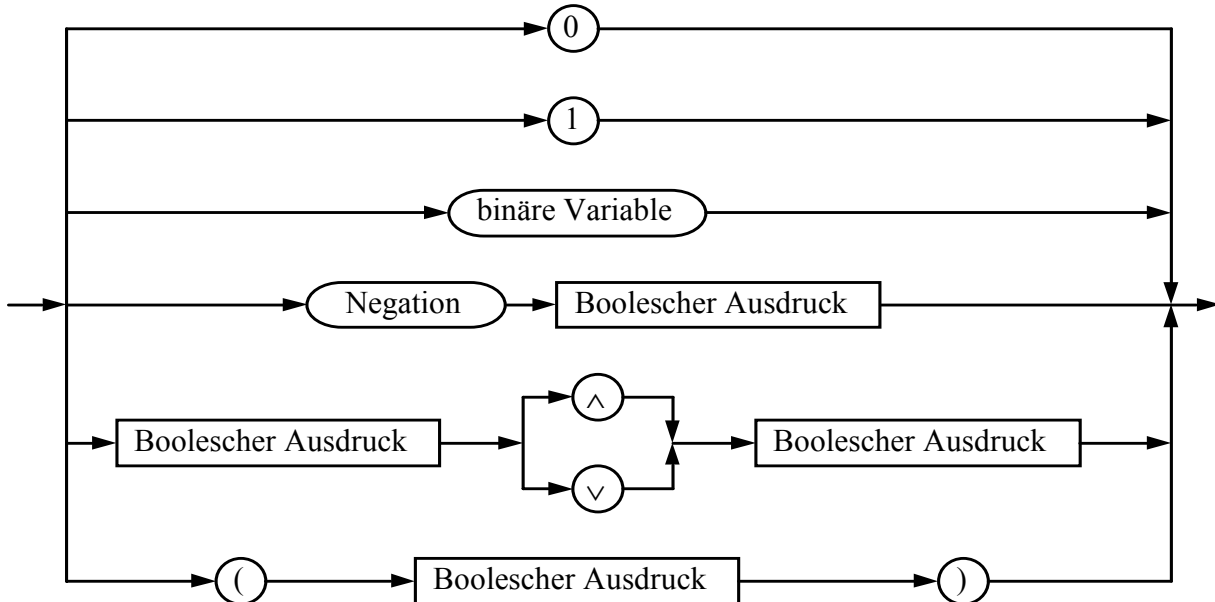 0
1
binäre Variable
Negation Boolescher Ausdruck
∧
Boolescher Ausdruck Boolescher Ausdruck
∨
( Boolescher Ausdruck )